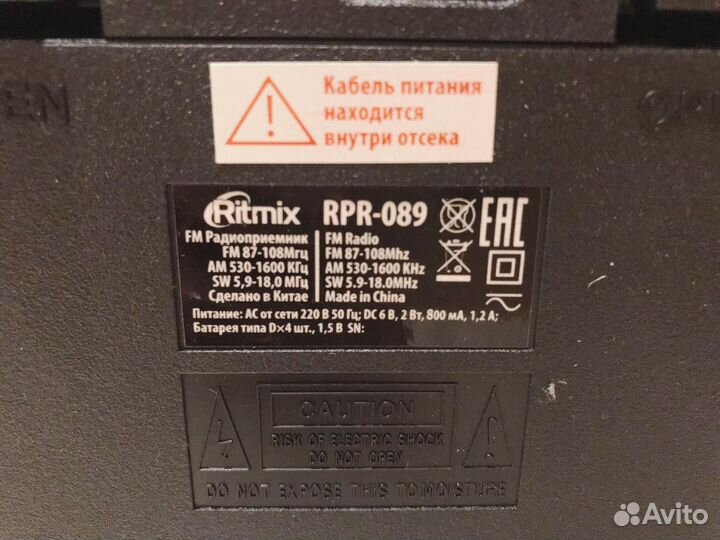 Кабель питания
находится
внутри отсека
Ritmix RPR-089 EAC
FM Радиоприемник
FM 87-108Мгц
AM 530-1600 КГц
SW 5,9-18,0 МГц
Сделано в Китае
FM Radio
FM 87-108Mhz
AM 530-1600 KHz
SW 5.9-18.0MHz
Made in China
Питание: AC от сети 220 В 50 Гц; DC 6 В, 2 Вт, 800 мА, 1,2 А;
Батарея типа D×4 шт., 1,5 В SN:
CAUTION
RISK OF ELECTRIC SHOCK
DO NOT OPEN
DO NOT EXPOSE THIS TO MOISTURE
Avito